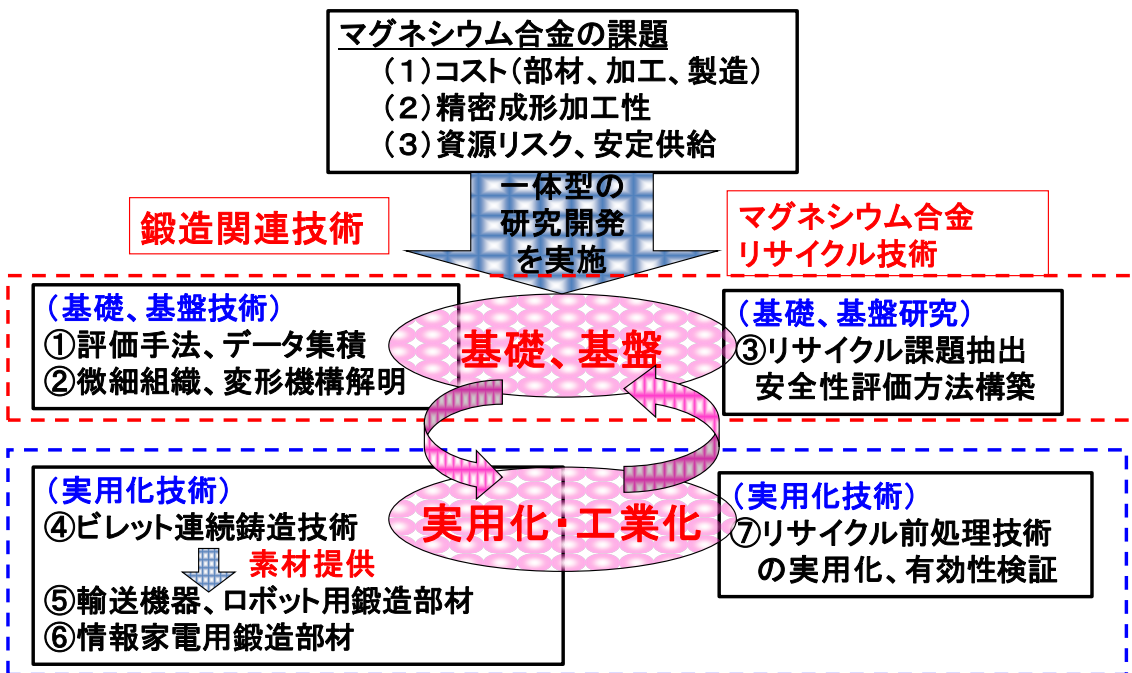 マグネシウム合金の課題
(1)コスト(部材、加工、製造)
(2)精密成形加工性
(3)資源リスク、安定供給
一体型の
研究開発
を実施
鍛造関連技術
マグネシウム合金
リサイクル技術
(基礎、基盤技術)
①評価手法、データ集積
②微細組織、変形機構解明
基礎、基盤
(基礎、基盤研究)
③リサイクル課題抽出
安全性評価方法構築
(実用化技術)
④ビレット連続鋳造技術
素材提供
⑤輸送機器、ロボット用鍛造部材
⑥情報家電用鍛造部材
実用化・工業化
(実用化技術)
⑦リサイクル前処理技術
の実用化、有効性検証